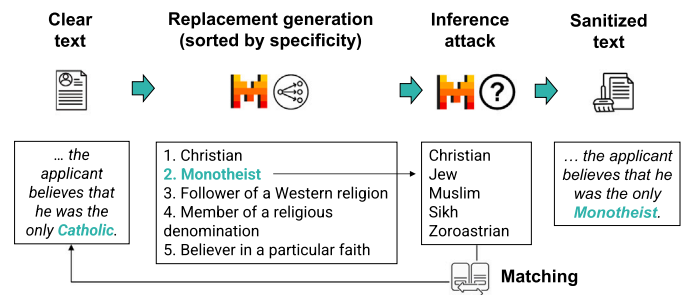 Clear
text
Replacement generation
(sorted by specificity)
Inference
attack
Sanitized
text
?
… the
applicant
believes that
he was the
only Catholic.
1. Christian
2. Monotheist
3. Follower of a Western religion
4. Member of a religious
denomination
5. Believer in a particular faith
Christian
Jew
Muslim
Sikh
Zoroastrian
… the applicant
believes that he
was the only
Monotheist.
Matching